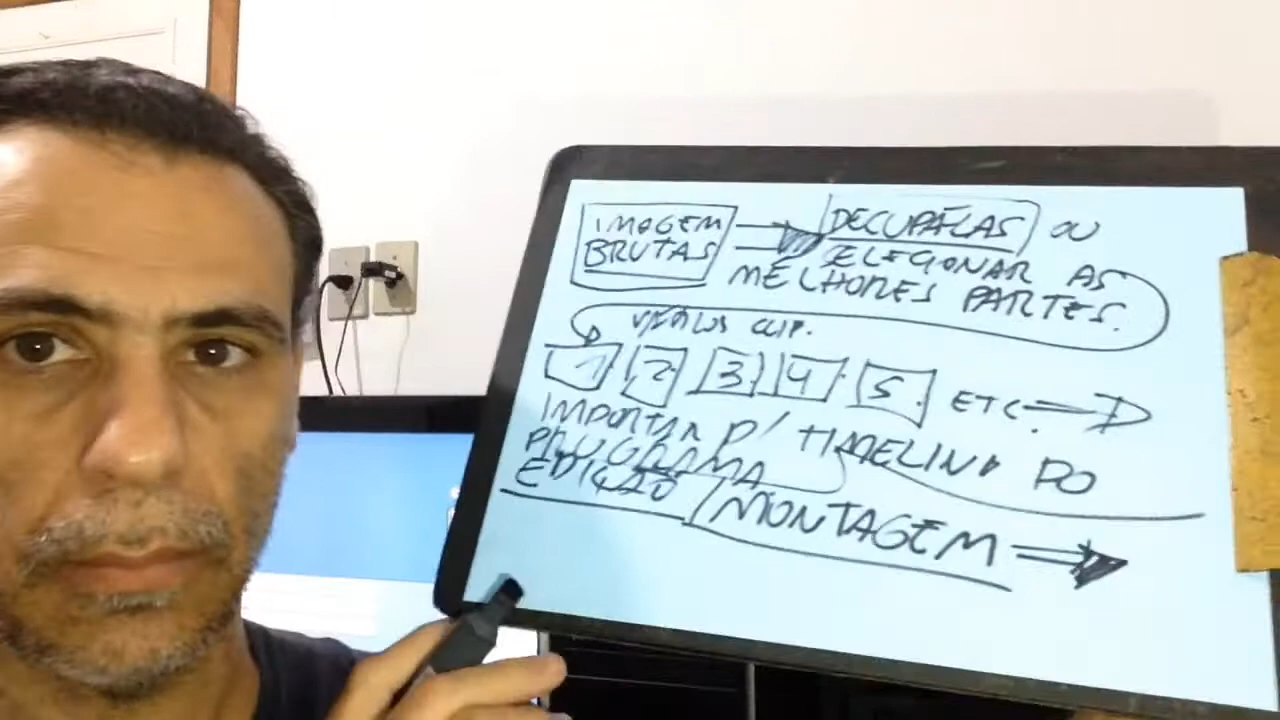 IMAGEM
BRUTAS
DECUPÁ-LAS OU
SELECIONAR AS
MELHORES PARTES.
VÁRIOS CLIP.
1 2 3 4 5. ETC.
IMPORTAR P/ TIMELINE DO
PROGRAMA
EDIÇÃO / MONTAGEM